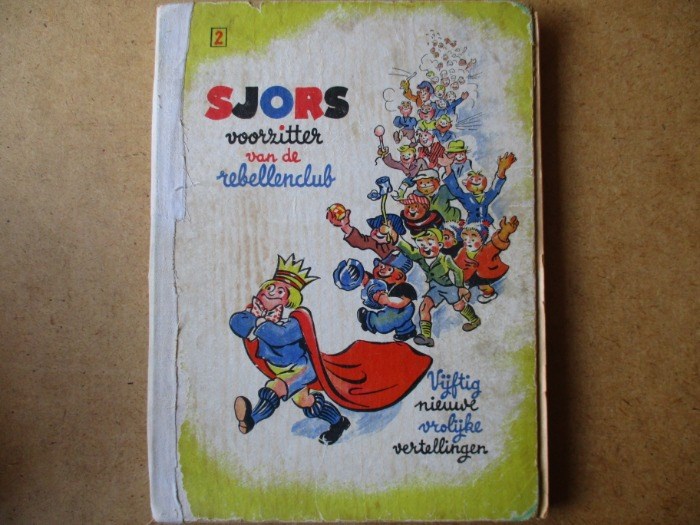 2
SJORS
voorzitter
van de
rebellenclub
Vijftig
nieuwe
vrolijke
vertellingen